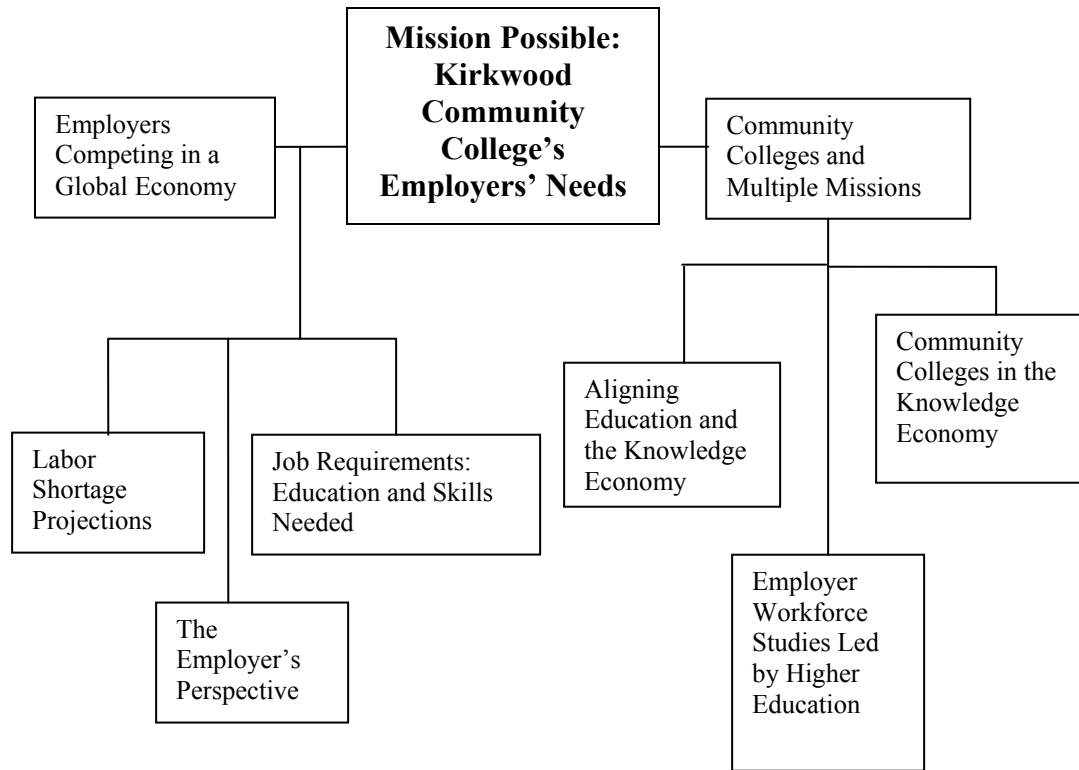 Mission Possible:
Kirkwood
Community
College’s
Employers’ Needs
Employers
Competing in a
Global Economy
Community
Colleges and
Multiple Missions
Labor
Shortage
Projections
The
Employer’s
Perspective
Job Requirements:
Education and Skills
Needed
Aligning
Education and
the Knowledge
Economy
Employer
Workforce
Studies Led
by Higher
Education
Community
Colleges in the
Knowledge
Economy